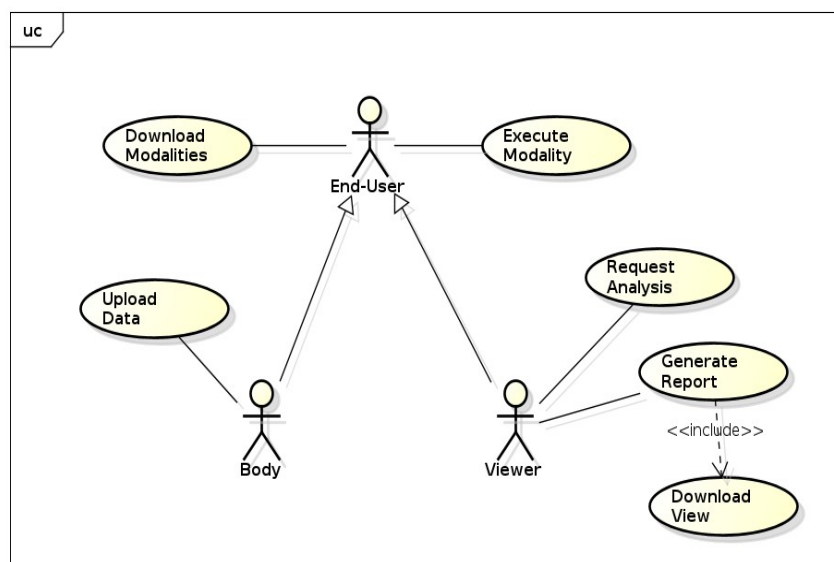 uc
Download
Modalities
Execute
Modality
End-User
Request
Analysis
Upload
Data
Generate
Report
<<include>>
Body
Viewer
Download
View